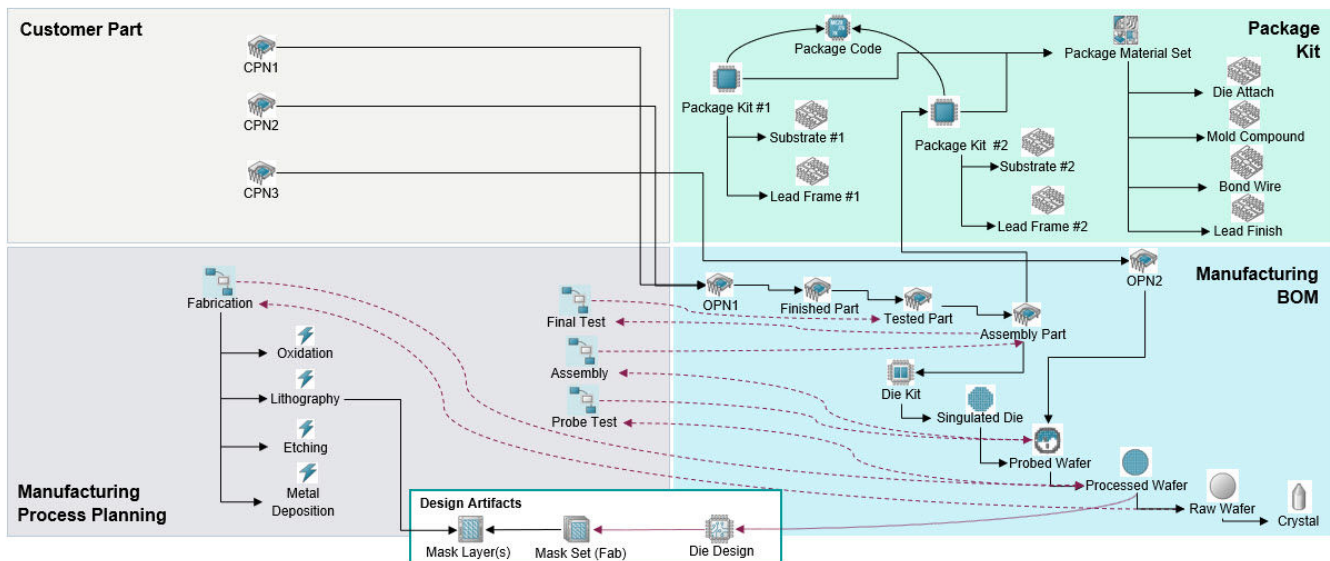 Customer Part
CPN1
CPN2
CPN3
Package
Kit
Package Code
Package Material Set
Package Kit #1
Substrate #1
Lead Frame #1
Package Kit #2
Substrate #2
Lead Frame #2
Die Attach
Mold Compound
Bond Wire
Lead Finish
Fabrication
Oxidation
Lithography
Etching
Metal
Deposition
Final Test
Assembly
Probe Test
Manufacturing
Process Planning
Manufacturing
BOM
OPN1
Finished Part
Tested Part
Assembly Part
OPN2
Die Kit
Singulated Die
Probed Wafer
Processed Wafer
Raw Wafer
Crystal
Design Artifacts
Mask Layer(s)
Mask Set (Fab)
Die Design